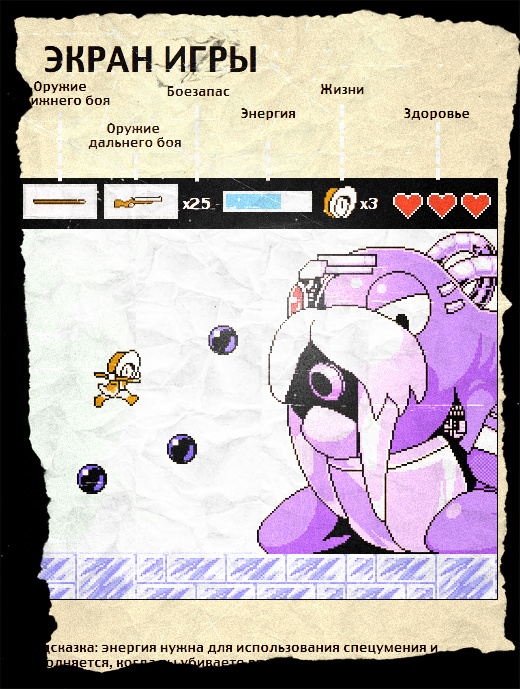 ЭКРАН ИГРЫ
Оружие
ижнего боя
Боезапас
Жизни
Энергия
Здоровье
Оружие
дальнего боя
x25
x3
дсказка: энергия нужна для использования спецумения и
олняется, когда вы убиваете